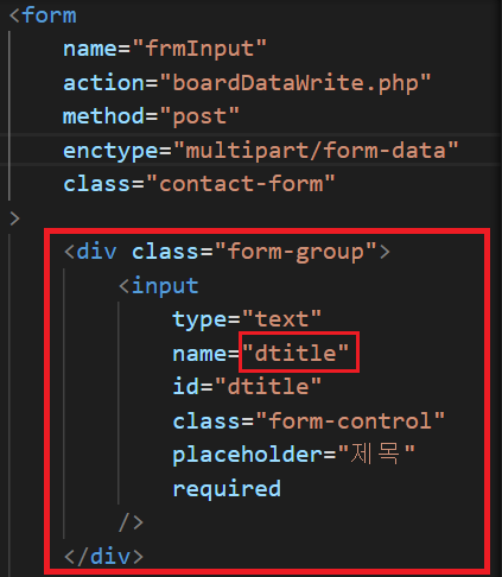 <form
name="frmInput"
action="boardDataWrite.php"
method="post"
enctype="multipart/form-data"
class="contact-form"
>
<div class="form-group">
<input
type="text"
name="dtitle"
id="dtitle"
class="form-control"
placeholder="제목"
required
/>
</div>